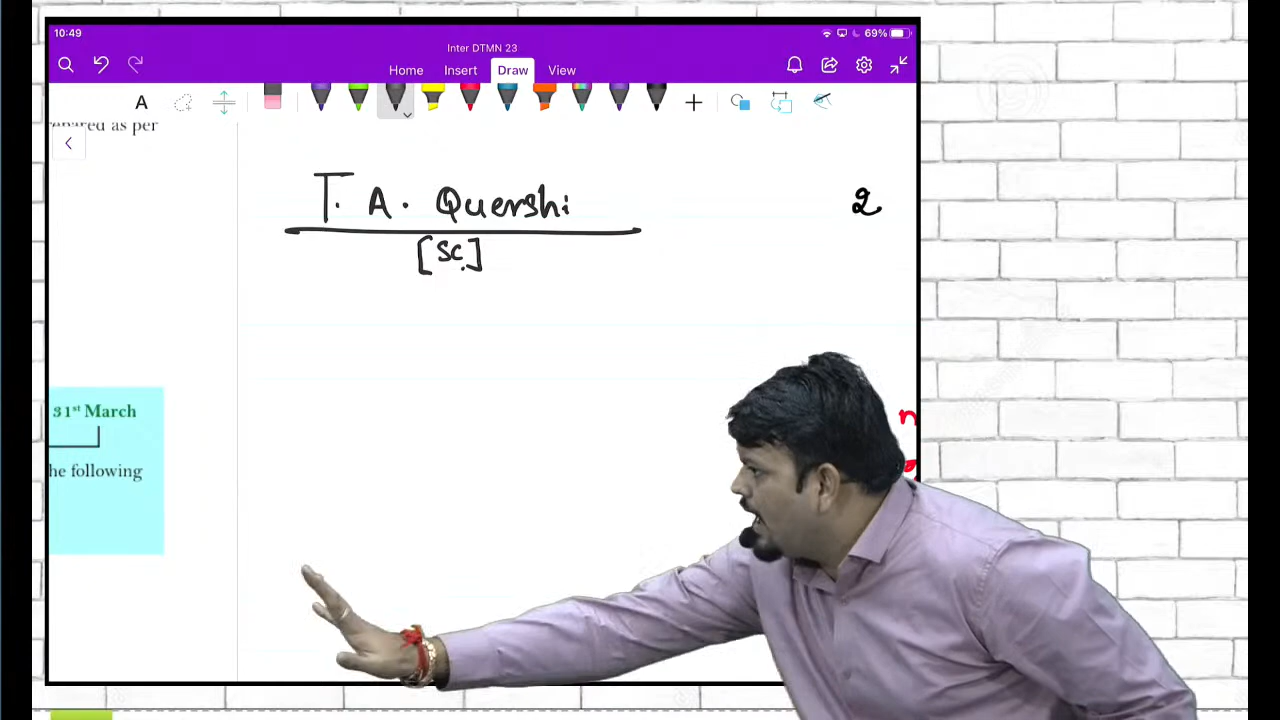 10:49
69%
Inter DTMN 23
Home Insert Draw View
A
epared as per
T. A. Quershi
2
[SC]
31st March
he following